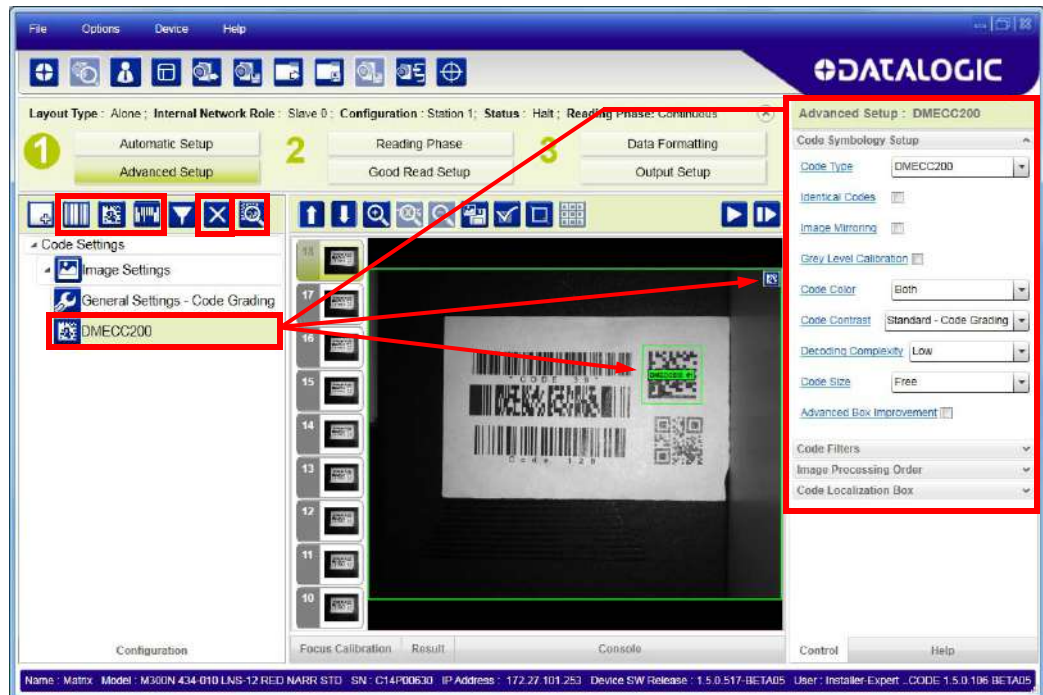 File Options Device Help
DATALOGIC
Layout Type : Alone ; Internal Network Role : Slave 0 ; Configuration : Station 1; Status : Halt ; Reading Phase: Continuous
Advanced Setup : DMECC200
1 Automatic Setup 2 Reading Phase 3 Data Formatting
Advanced Setup Good Read Setup Output Setup
Code Symbology Setup
Code Type DMECC200
Identical Codes
Image Mirroring
Grey Level Calibration
Code Color Both
Code Contrast Standard - Code Grading
Decoding Complexity Low
Code Size Free
Advanced Box Improvement
Code Filters
Image Processing Order
Code Localization Box
Code Settings
Image Settings
General Settings - Code Grading
DMECC200
18
17
16
15
14
13
12
11
10
*CODE 39*
Code 128
Configuration
Focus Calibration Result Console
Control Help
Name : Matrix Model : M300N 434-010 LNS-12 RED NARR STD SN : C14P00630 IP Address : 172.27.101.253 Device SW Release : 1.5.0.517-BETA05 User : Installer-Expert _CODE 1.5.0.106 BETA05